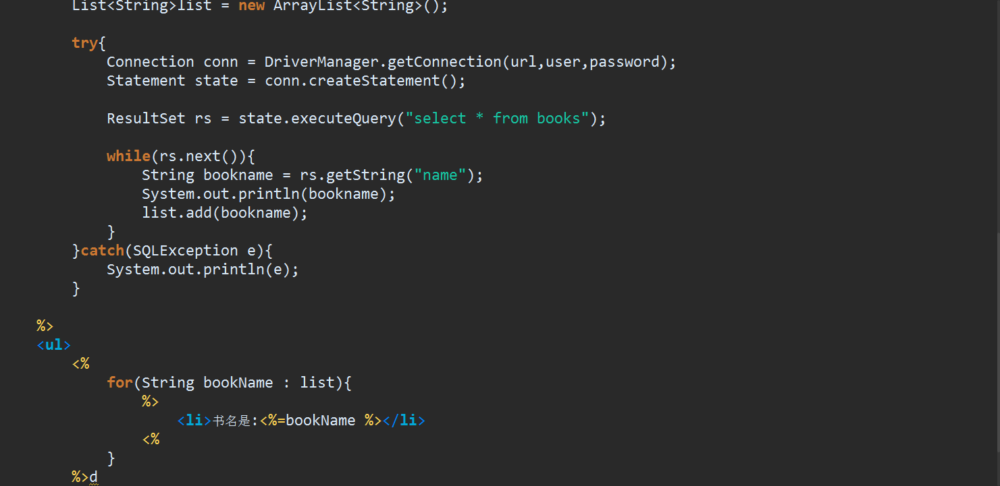 List<String>list = new ArrayList<String>();
try{
Connection conn = DriverManager.getConnection(url,user,password);
Statement state = conn.createStatement();
ResultSet rs = state.executeQuery("select * from books");
while(rs.next()){
String bookname = rs.getString("name");
System.out.println(bookname);
list.add(bookname);
}
}catch(SQLException e){
System.out.println(e);
}
%>
<ul>
<%
for(String bookName : list){
%>
<li>书名是:<%=bookName %></li>
<%
}
%>d